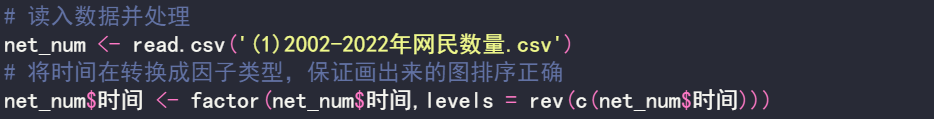 # 读入数据并处理
net_num <- read.csv('(1)2002-2022年网民数量.csv')
# 将时间在转换成因子类型，保证画出来的图排序正确
net_num$时间 <- factor(net_num$时间,levels = rev(c(net_num$时间)))